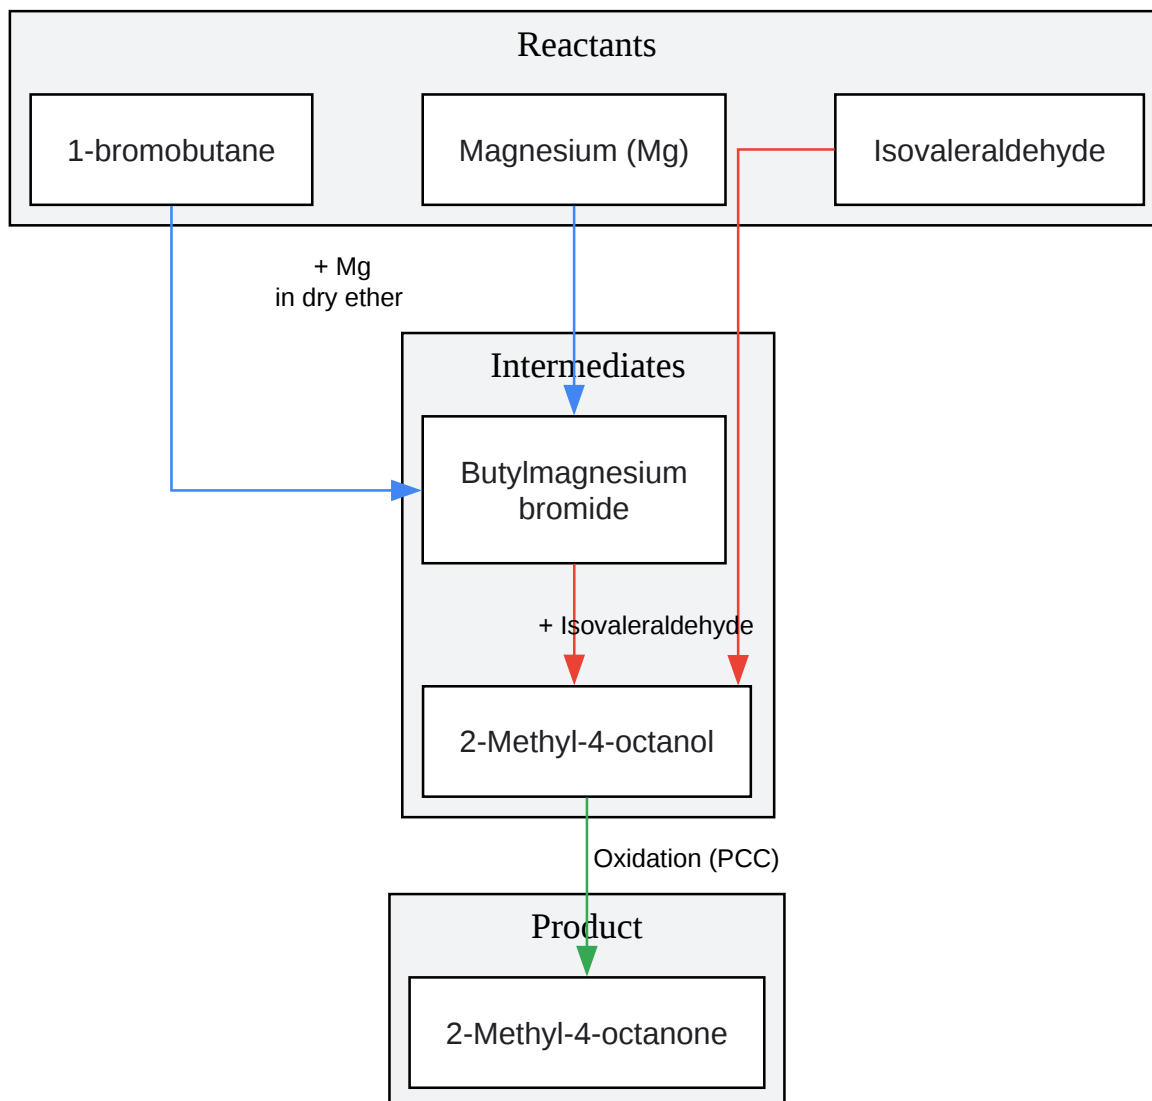 Reactants
1-bromobutane
Magnesium (Mg)
Isovaleraldehyde
+ Mg
in dry ether
Intermediates
Butylmagnesium
bromide
+ Isovaleraldehyde
2-Methyl-4-octanol
Oxidation (PCC)
Product
2-Methyl-4-octanone